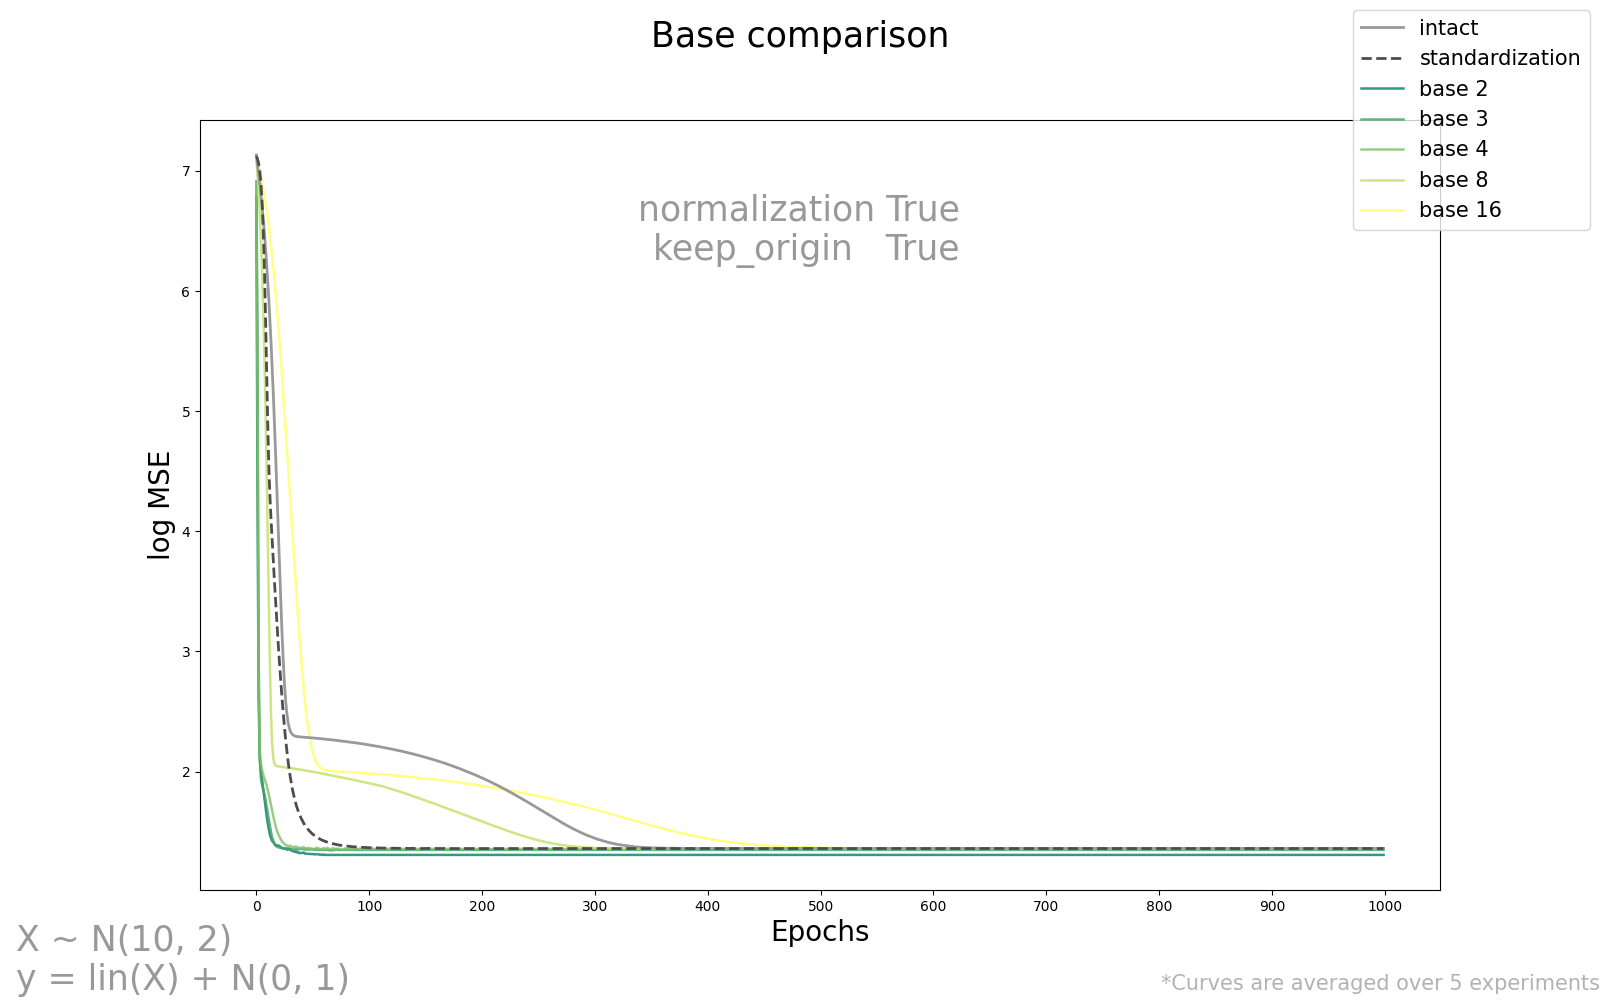 Base comparison
intact
standardization
base 2
base 3
base 4
base 8
base 16
normalization True
keep_origin True
log MSE
7
6
5
4
3
2
0 100 200 300 400 500 600 700 800 900 1000
Epochs
X ~ N(10, 2)
y = lin(X) + N(0, 1)
*Curves are averaged over 5 experiments